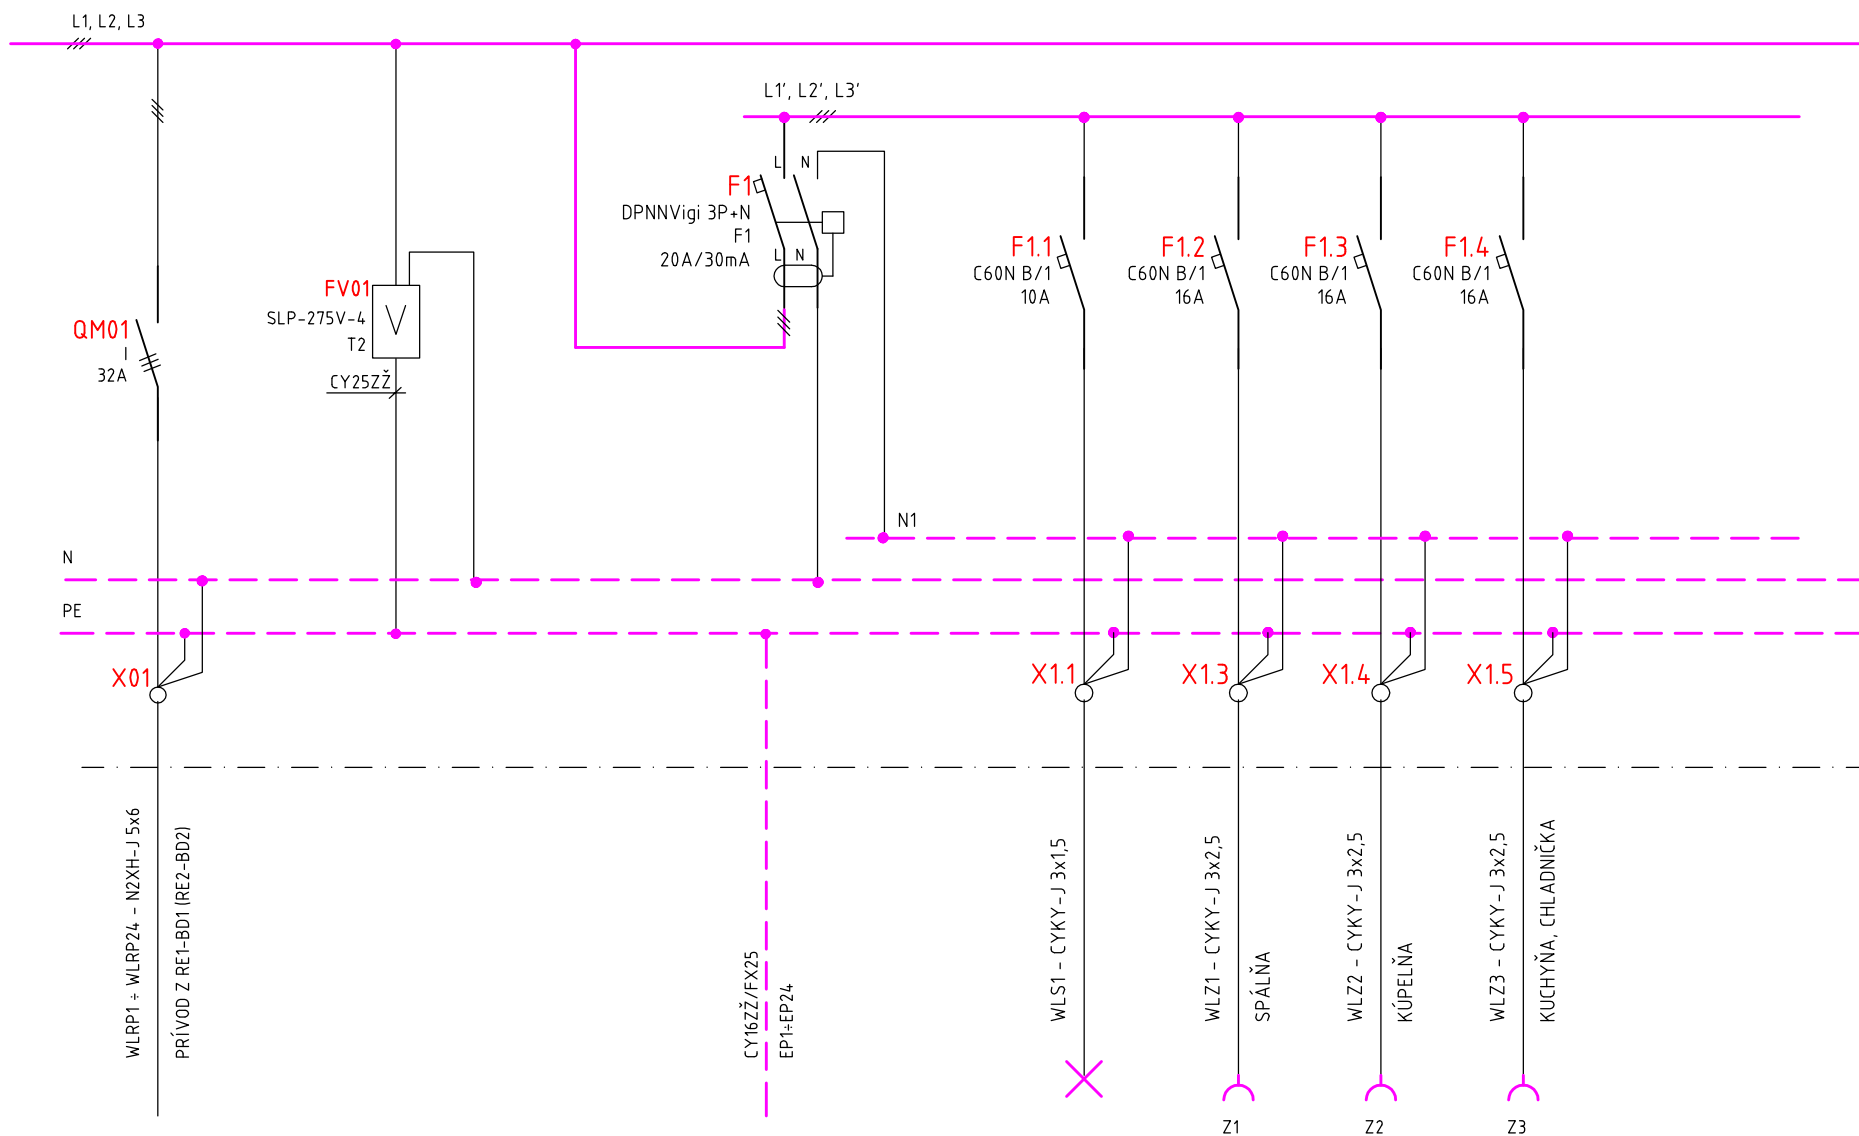 L1, L2, L3
L1', L2', L3'
L
N
F1
DPNNVigi 3P+N
F1
20A/30mA
L
N
F1.1
C60N B/1
10A
F1.2
C60N B/1
16A
F1.3
C60N B/1
16A
F1.4
C60N B/1
16A
FV01
SLP-275V-4
T2
CY25ZŽ
QM01
-
32A
N1
N
PE
X01
X1.1
X1.3
X1.4
X1.5
WLRP1 ÷ WLRP24 - N2XH-J 5x6
PRÍVOD Z RE1-BD1 (RE2-BD2)
CY16ZŽ/FX25
EP1÷EP24
WLS1 - CYKY-J 3x1,5
WLZ1 - CYKY-J 3x2,5
SPÁLŇA
WLZ2 - CYKY-J 3x2,5
KÚPEĽŇA
WLZ3 - CYKY-J 3x2,5
KUCHYŇA, CHLADNIČKA
Z1
Z2
Z3